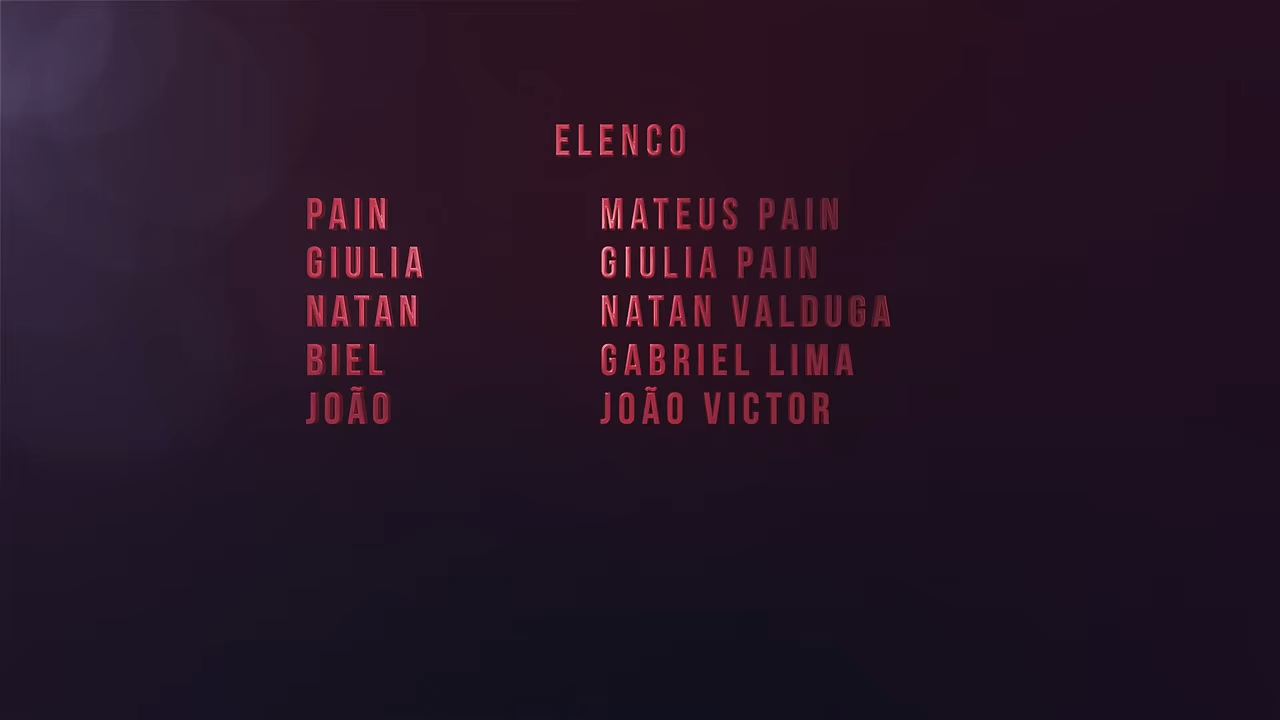 ELENCO
PAIN MATEUS PAIN
GIULIA GIULIA PAIN
NATAN NATAN VALDUGA
BIEL GABRIEL LIMA
JOÃO JOÃO VICTOR